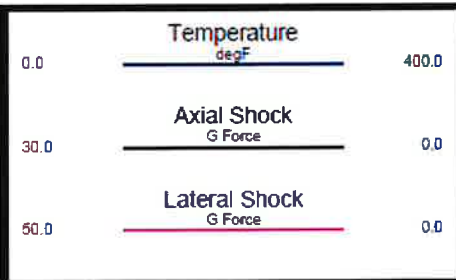 Temperature
degF
0.0 400.0
Axial Shock
G Force
30.0 0.0
Lateral Shock
G Force
50.0 0.0